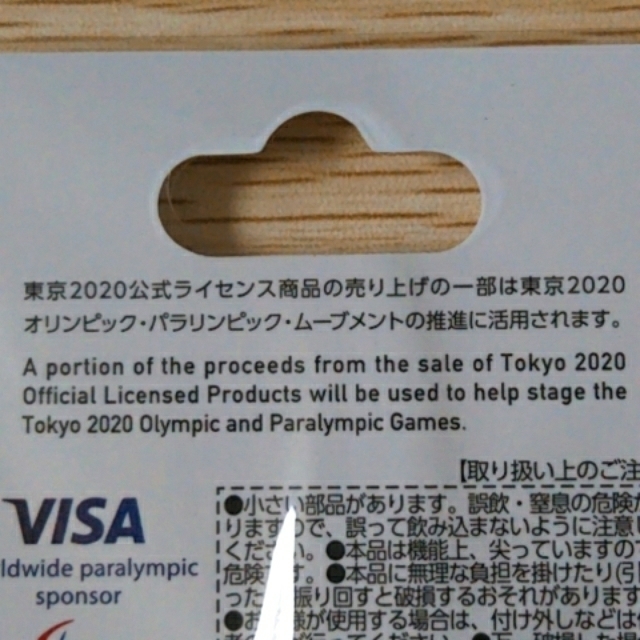 東京2020公式ライセンス商品の売り上げの一部は東京2020
オリンピック・パラリンピック・ムーブメントの推進に活用されます。
A portion of the proceeds from the sale of Tokyo 2020
Official Licensed Products will be used to help stage the
Tokyo 2020 Olympic and Paralympic Games.
【取り扱い上のご注
VISA
ldwide paralympic
sponsor
●小さい部品があります。誤飲・窒息の危険が
りますので、誤って飲み込まないように注意
ください。●本品は機能上、尖っていますの
危険です。●本品に無理な負担を掛けたり(引
った 振り回すと破損するおそれがあります
●お 様が使用する場合は、付け外しなどは